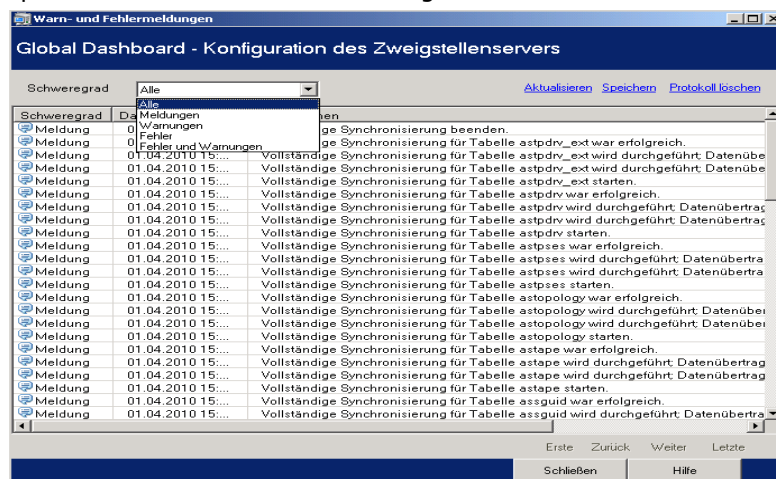 Warn- und Fehlermeldungen
Global Dashboard - Konfiguration des Zweigstellenservers
Schweregrad Alle Aktualisieren Speichern Protokoll löschen
Alle
Meldungen
Warnungen
Fehler
Fehler und Warnungen
Schweregrad
Meldung ge Synchronisierung beenden.
Meldung ge Synchronisierung für Tabelle astpdrv_ext war erfolgreich.
Meldung 01.04.2010 15:... Vollständige Synchronisierung für Tabelle astpdrv_ext wird durchgeführt; Datenübe
Meldung 01.04.2010 15:... Vollständige Synchronisierung für Tabelle astpdrv_ext wird durchgeführt; Datenübe
Meldung 01.04.2010 15:... Vollständige Synchronisierung für Tabelle astpdrv_ext starten.
Meldung 01.04.2010 15:... Vollständige Synchronisierung für Tabelle astpdrv war erfolgreich.
Meldung 01.04.2010 15:... Vollständige Synchronisierung für Tabelle astpdrv wird durchgeführt; Datenübertrag
Meldung 01.04.2010 15:... Vollständige Synchronisierung für Tabelle astpdrv wird durchgeführt; Datenübertrag
Meldung 01.04.2010 15:... Vollständige Synchronisierung für Tabelle astpdrv starten.
Meldung 01.04.2010 15:... Vollständige Synchronisierung für Tabelle astpses war erfolgreich.
Meldung 01.04.2010 15:... Vollständige Synchronisierung für Tabelle astpses wird durchgeführt; Datenübertra
Meldung 01.04.2010 15:... Vollständige Synchronisierung für Tabelle astpses wird durchgeführt; Datenübertra
Meldung 01.04.2010 15:... Vollständige Synchronisierung für Tabelle astpses starten.
Meldung 01.04.2010 15:... Vollständige Synchronisierung für Tabelle astopology war erfolgreich.
Meldung 01.04.2010 15:... Vollständige Synchronisierung für Tabelle astopology wird durchgeführt; Datenüber
Meldung 01.04.2010 15:... Vollständige Synchronisierung für Tabelle astopology wird durchgeführt; Datenüber
Meldung 01.04.2010 15:... Vollständige Synchronisierung für Tabelle astopology starten.
Meldung 01.04.2010 15:... Vollständige Synchronisierung für Tabelle astape war erfolgreich.
Meldung 01.04.2010 15:... Vollständige Synchronisierung für Tabelle astape wird durchgeführt; Datenübertrag
Meldung 01.04.2010 15:... Vollständige Synchronisierung für Tabelle astape wird durchgeführt; Datenübertrag
Meldung 01.04.2010 15:... Vollständige Synchronisierung für Tabelle astape starten.
Meldung 01.04.2010 15:... Vollständige Synchronisierung für Tabelle assguid war erfolgreich.
Meldung 01.04.2010 15:... Vollständige Synchronisierung für Tabelle assguid wird durchgeführt; Datenübertra
Erste Zurück Weiter Letzte
Schließen Hilfe